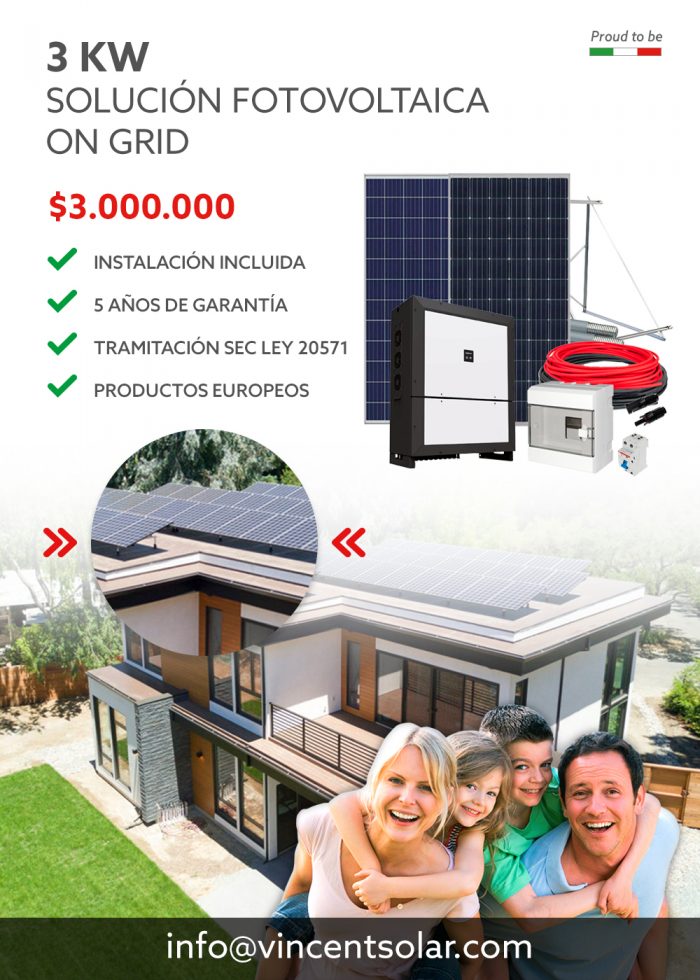 Proud to be
3 KW
SOLUCIÓN FOTOVOLTAICA
ON GRID
$3.000.000
INSTALACIÓN INCLUIDA
5 AÑOS DE GARANTÍA
TRAMITACIÓN SEC LEY 20571
PRODUCTOS EUROPEOS
info@vincentsolar.com